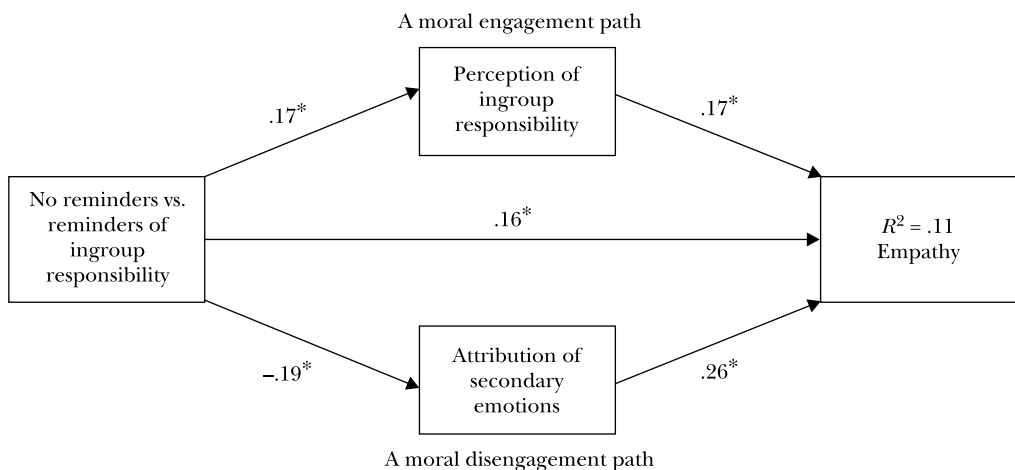 A moral engagement path
Perception of
ingroup
responsibility
.17*
.17*
No reminders vs.
reminders of
ingroup
responsibility
.16*
R² = .11
Empathy
–.19*
Attribution of
secondary
emotions
.26*
A moral disengagement path